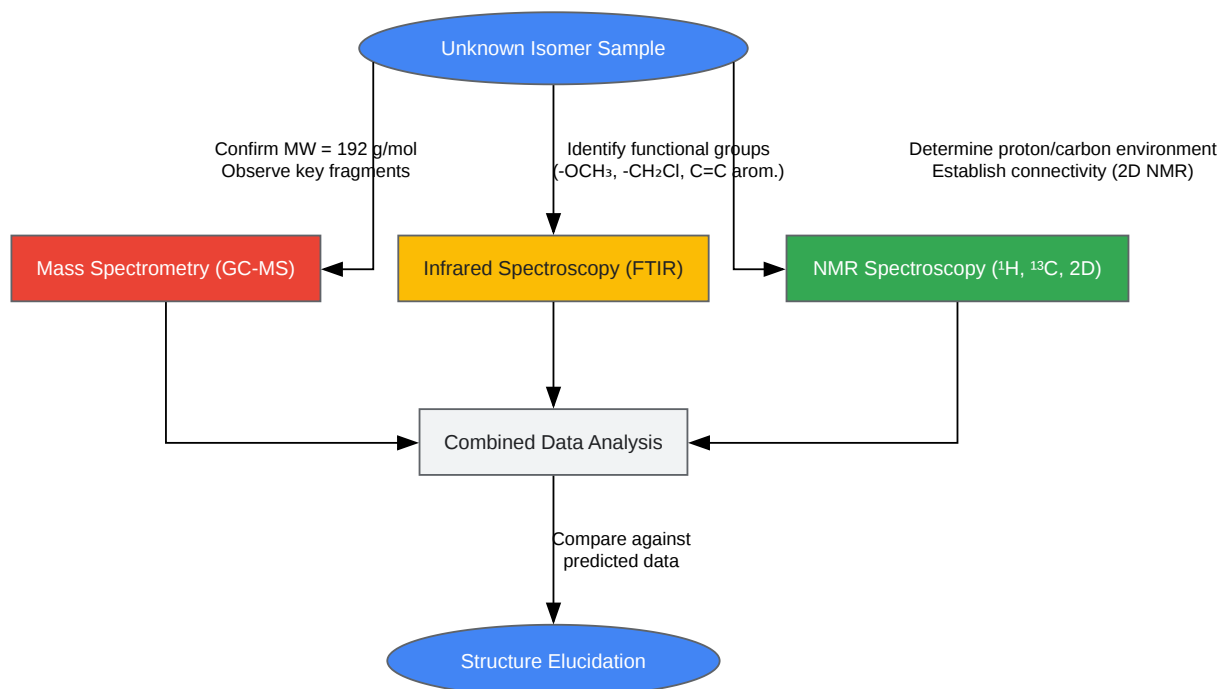 Unknown Isomer Sample
Confirm MW = 192 g/mol
Observe key fragments
Identify functional groups
(-OCH₃, -CH₂Cl, C=C arom.)
Determine proton/carbon environment
Establish connectivity (2D NMR)
Mass Spectrometry (GC-MS)
Infrared Spectroscopy (FTIR)
NMR Spectroscopy (¹H, ¹³C, 2D)
Combined Data Analysis
Compare against
predicted data
Structure Elucidation